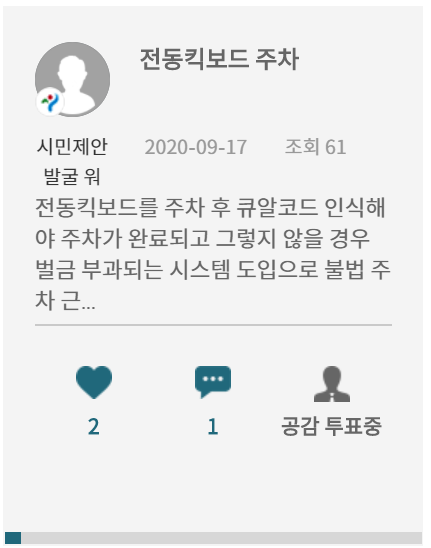 전동킥보드 주차
시민제안 2020-09-17 조회 61
발굴 워
전동킥보드를 주차 후 큐알코드 인식해
야 주차가 완료되고 그렇지 않을 경우
벌금 부과되는 시스템 도입으로 불법 주
차 근...
2 1 공감 투표중